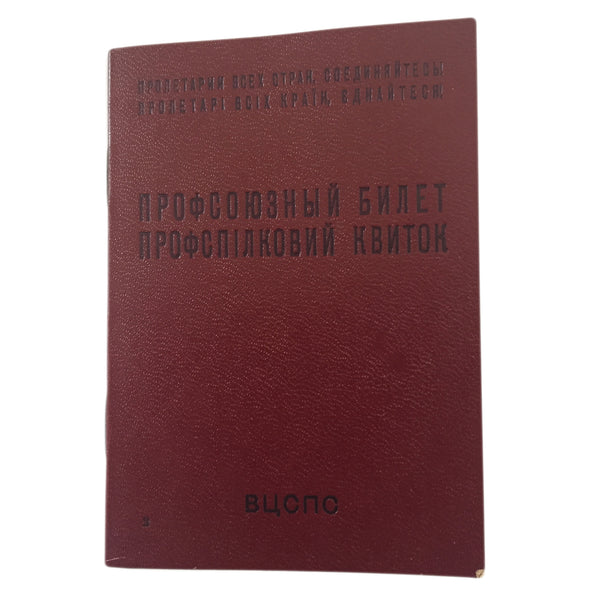 ПРОЛЕТАРИИ ВСЕХ СТРАН, СОЕДИНЯЙТЕСЬ!
ПРОЛЕТАРІ ВСІХ КРАЇН, ЄДНАЙТЕСЯ!
ПРОФСОЮЗНЫЙ БИЛЕТ
ПРОФСПІЛКОВИЙ КВИТОК
ВЦСПС